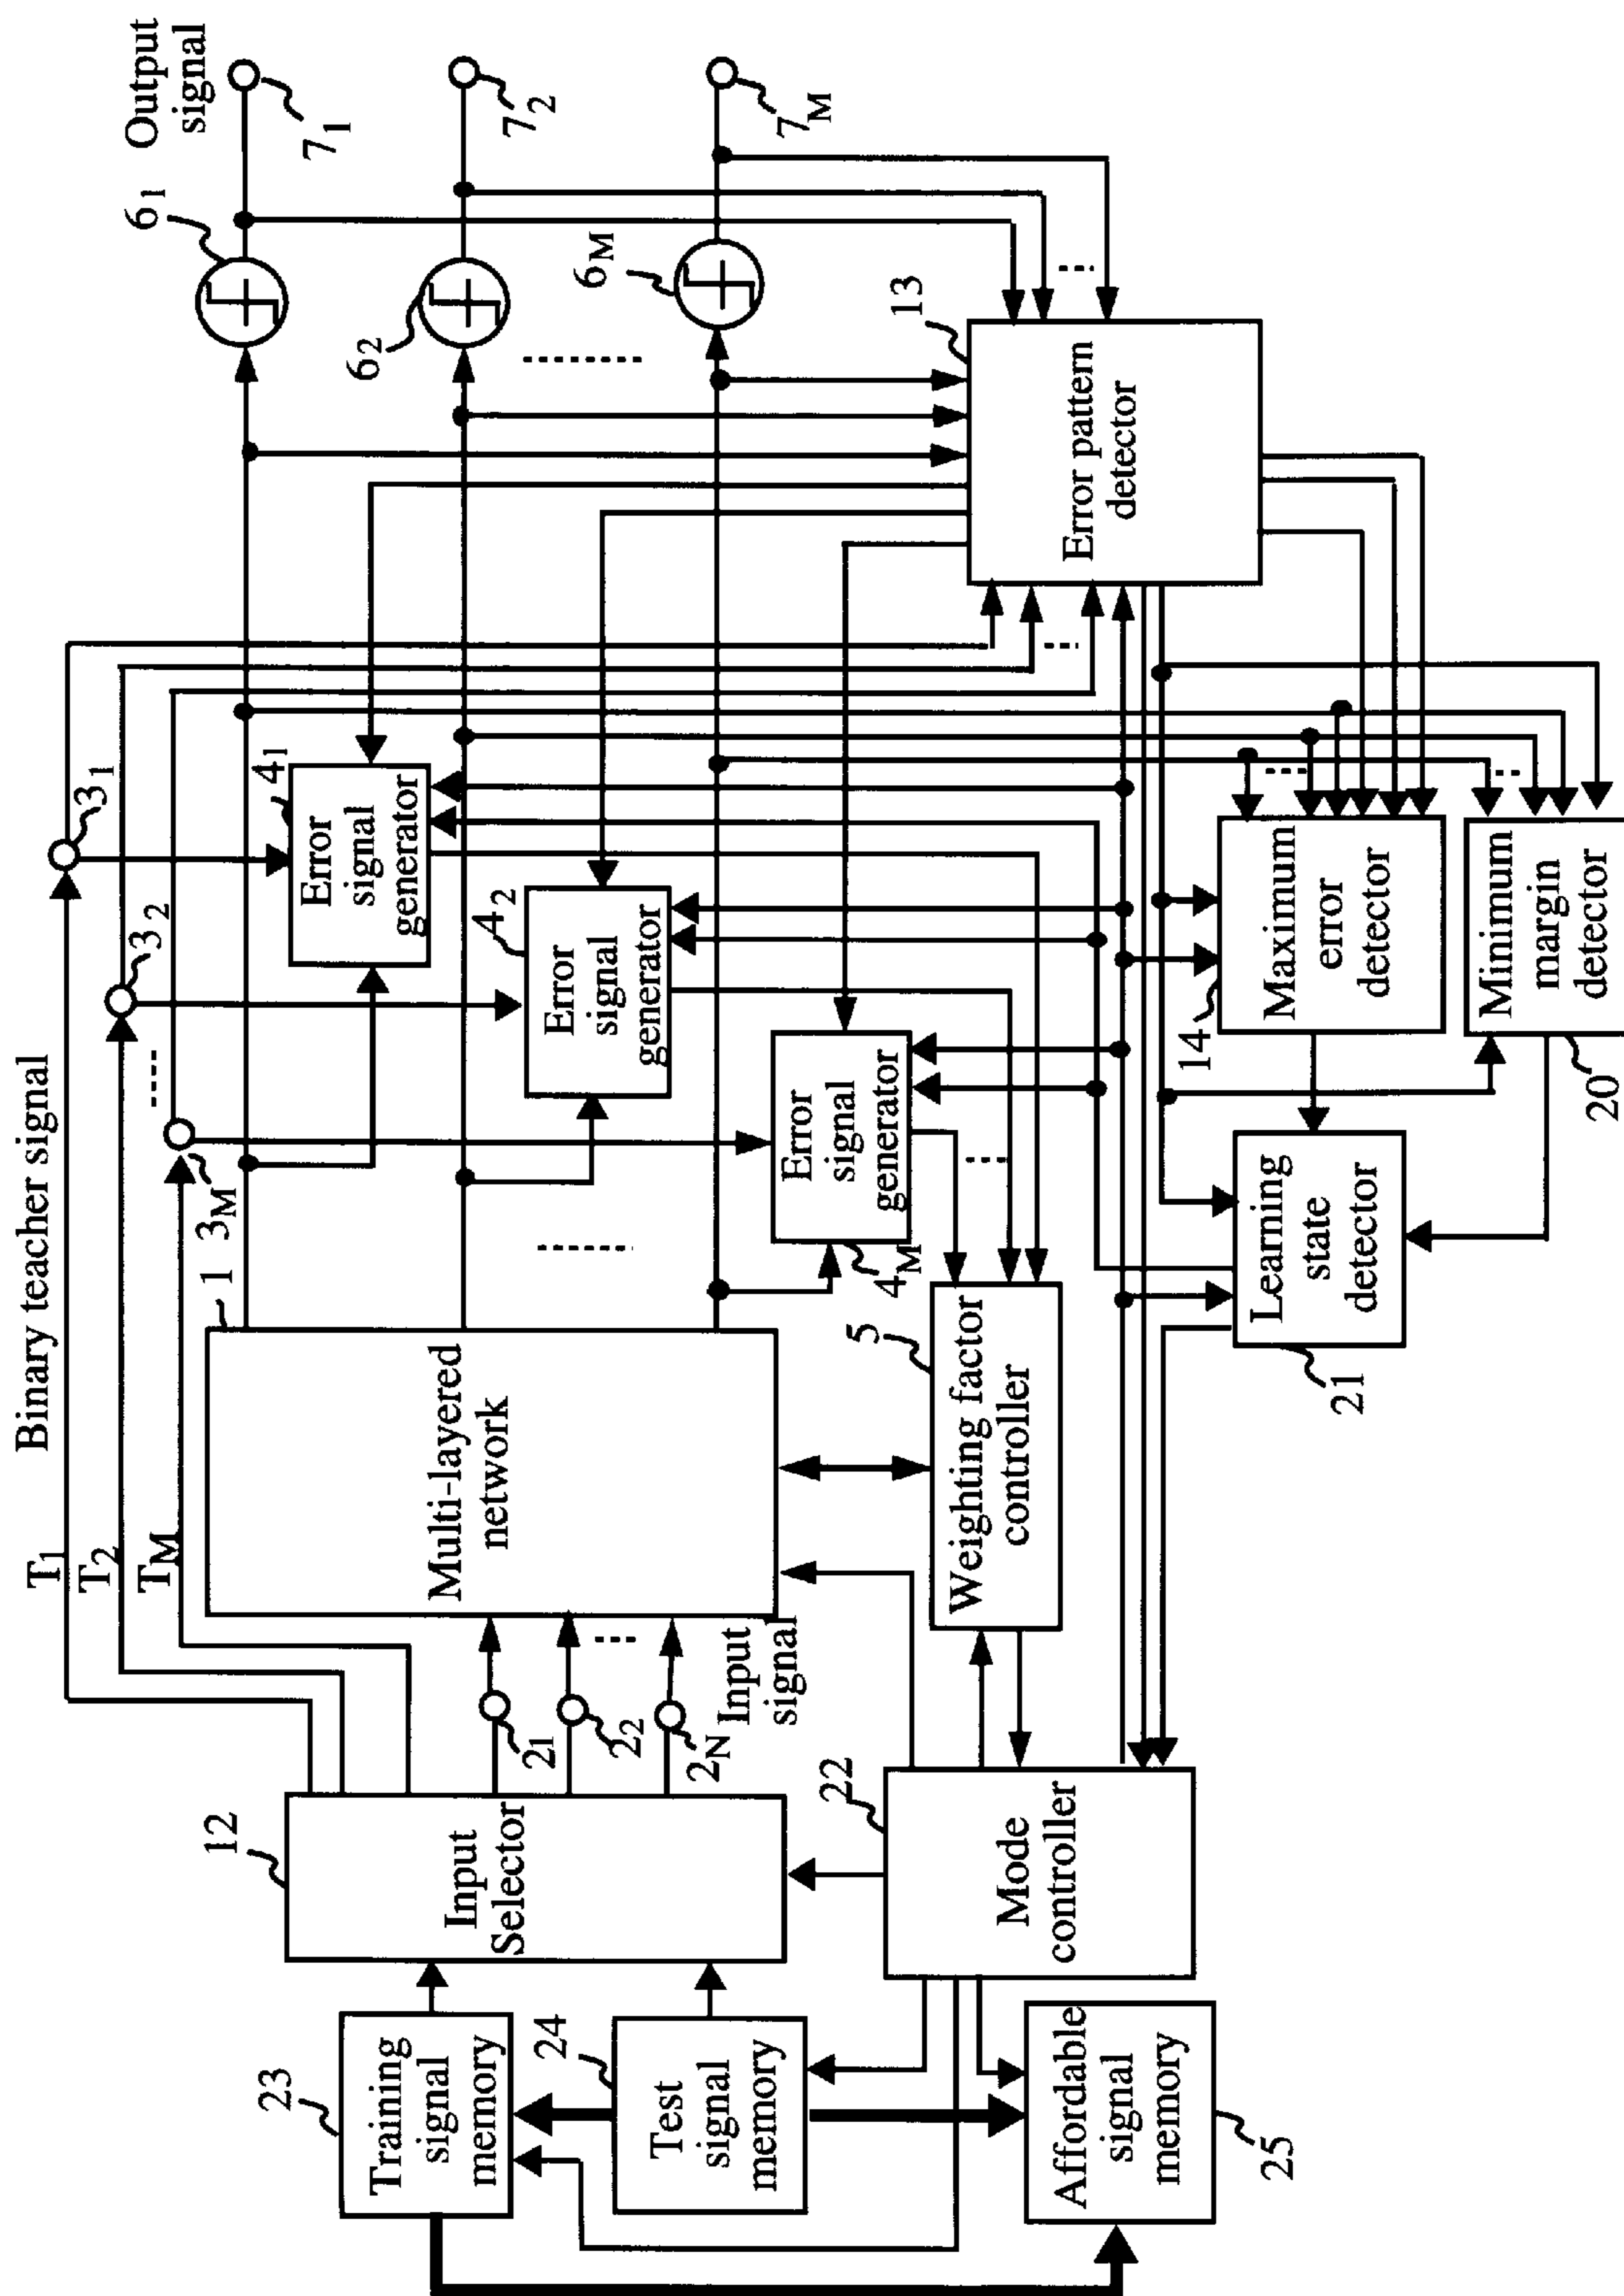 Binary teacher signal
T1
T2
TM
31
32
3M
Output
signal
71
72
7M
61
62
6M
41
Error
signal
generator
42
Error
signal
generator
4M
Error
signal
generator
1
Multi-layered
network
5
Weighting factor
controller
13
Error pattern
detector
14
Maximum
error
detector
20
Minimum
margin
detector
21
Learning
state
detector
12
Input
Selector
21
22
2N
Input
signal
22
Mode
controller
23
Training
signal
memory
24
Test
signal
memory
25
Affordable
signal
memory